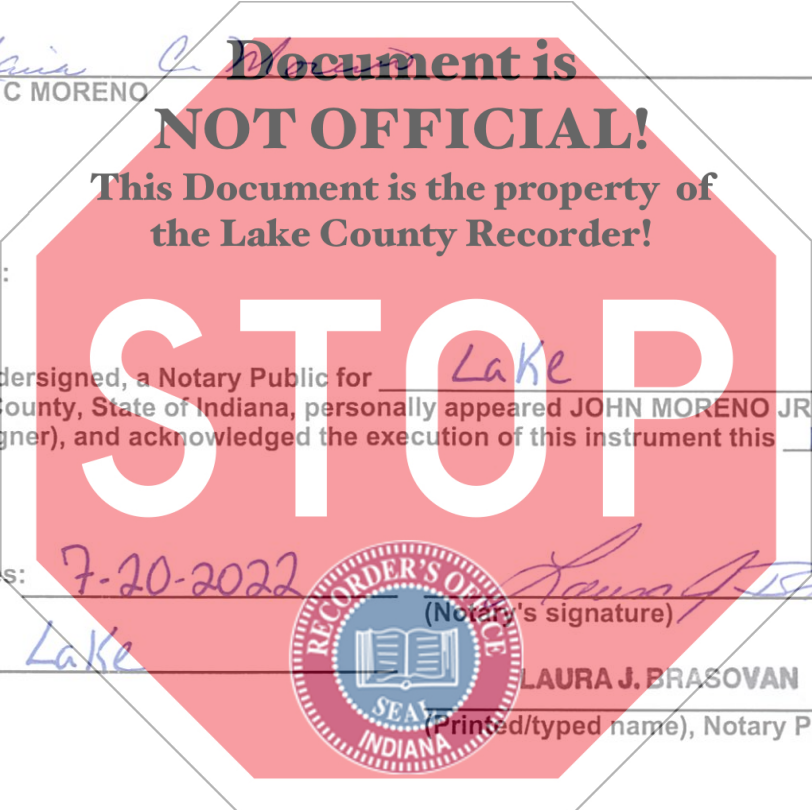 C. Moreno
Document is
C MORENO
NOT OFFICIAL!
This Document is the property of
the Lake County Recorder!
:
STOP
dersigned, a Notary Public for Lake
County, State of Indiana, personally appeared JOHN MORENO JR
gner), and acknowledged the execution of this instrument this
s: 7-20-2022
(Notary's signature)
Lake
LAURA J. BRASOVAN
(Printed/typed name), Notary P
RECORDER'S OFFICE
SEAL
INDIANA